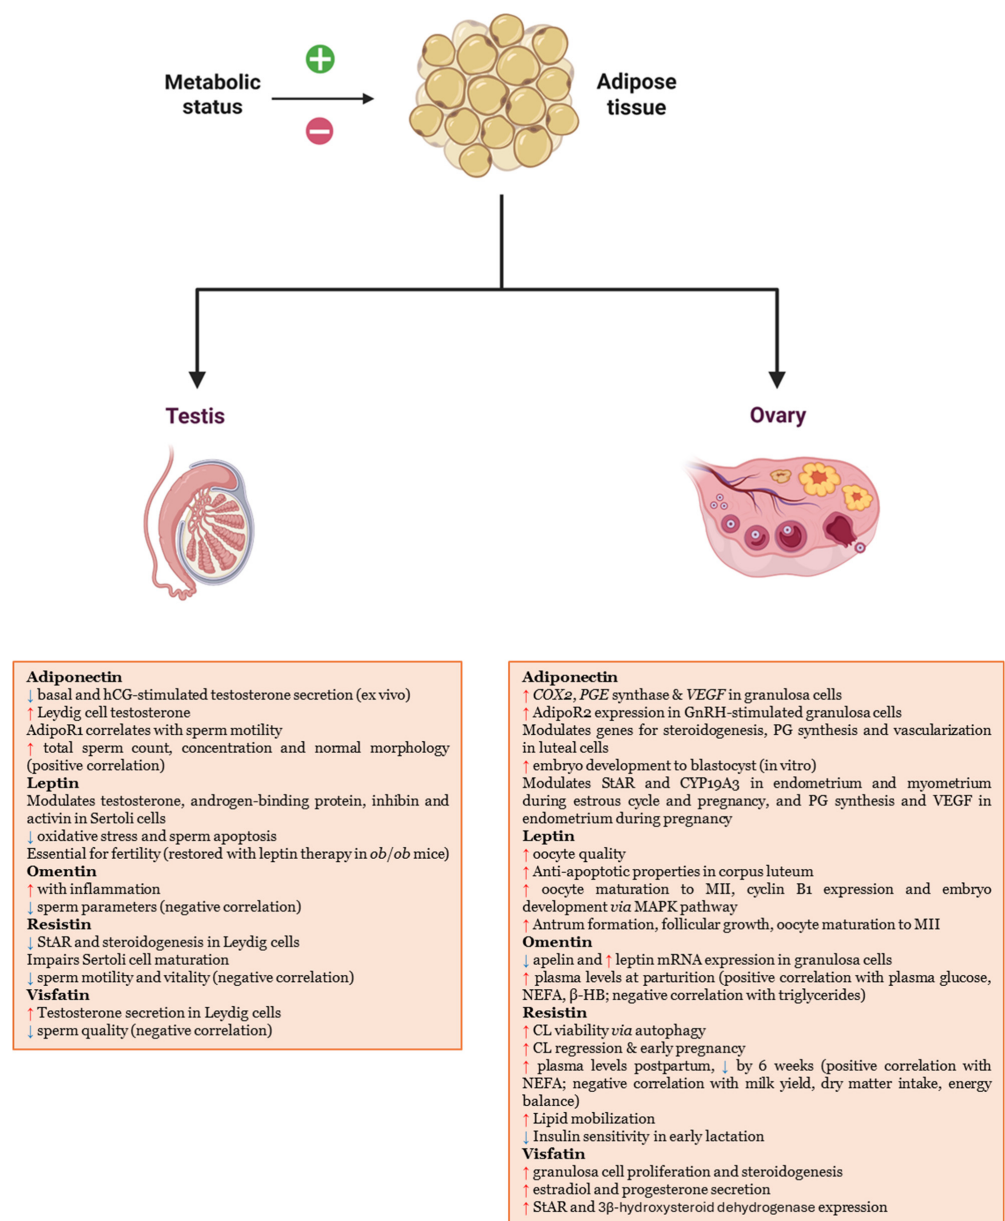 Metabolic
status
+
−
Adipose
tissue
Testis
Ovary
Adiponectin
↓ basal and hCG-stimulated testosterone secretion (ex vivo)
↑ Leydig cell testosterone
AdipoR1 correlates with sperm motility
↑ total sperm count, concentration and normal morphology
(positive correlation)
Leptin
Modulates testosterone, androgen-binding protein, inhibin and
activin in Sertoli cells
↓ oxidative stress and sperm apoptosis
Essential for fertility (restored with leptin therapy in ob/ob mice)
Omentin
↑ with inflammation
↓ sperm parameters (negative correlation)
Resistin
↓ StAR and steroidogenesis in Leydig cells
Impairs Sertoli cell maturation
↓ sperm motility and vitality (negative correlation)
Visfatin
↑ Testosterone secretion in Leydig cells
↓ sperm quality (negative correlation)
Adiponectin
↑ COX2, PGE synthase & VEGF in granulosa cells
↑ AdipoR2 expression in GnRH-stimulated granulosa cells
Modulates genes for steroidogenesis, PG synthesis and vascularization
in luteal cells
↑ embryo development to blastocyst (in vitro)
Modulates StAR and CYP19A3 in endometrium and myometrium
during estrous cycle and pregnancy, and PG synthesis and VEGF in
endometrium during pregnancy
Leptin
↑ oocyte quality
↑ Anti-apoptotic properties in corpus luteum
↑ oocyte maturation to MII, cyclin B1 expression and embryo
development via MAPK pathway
↑ Antrum formation, follicular growth, oocyte maturation to MII
Omentin
↓ apelin and ↑ leptin mRNA expression in granulosa cells
↑ plasma levels at parturition (positive correlation with plasma glucose,
NEFA, β-HB; negative correlation with triglycerides)
Resistin
↑ CL viability via autophagy
↑ CL regression & early pregnancy
↑ plasma levels postpartum, ↓ by 6 weeks (positive correlation with
NEFA; negative correlation with milk yield, dry matter intake, energy
balance)
↑ Lipid mobilization
↓ Insulin sensitivity in early lactation
Visfatin
↑ granulosa cell proliferation and steroidogenesis
↑ estradiol and progesterone secretion
↑ StAR and 3β-hydroxysteroid dehydrogenase expression